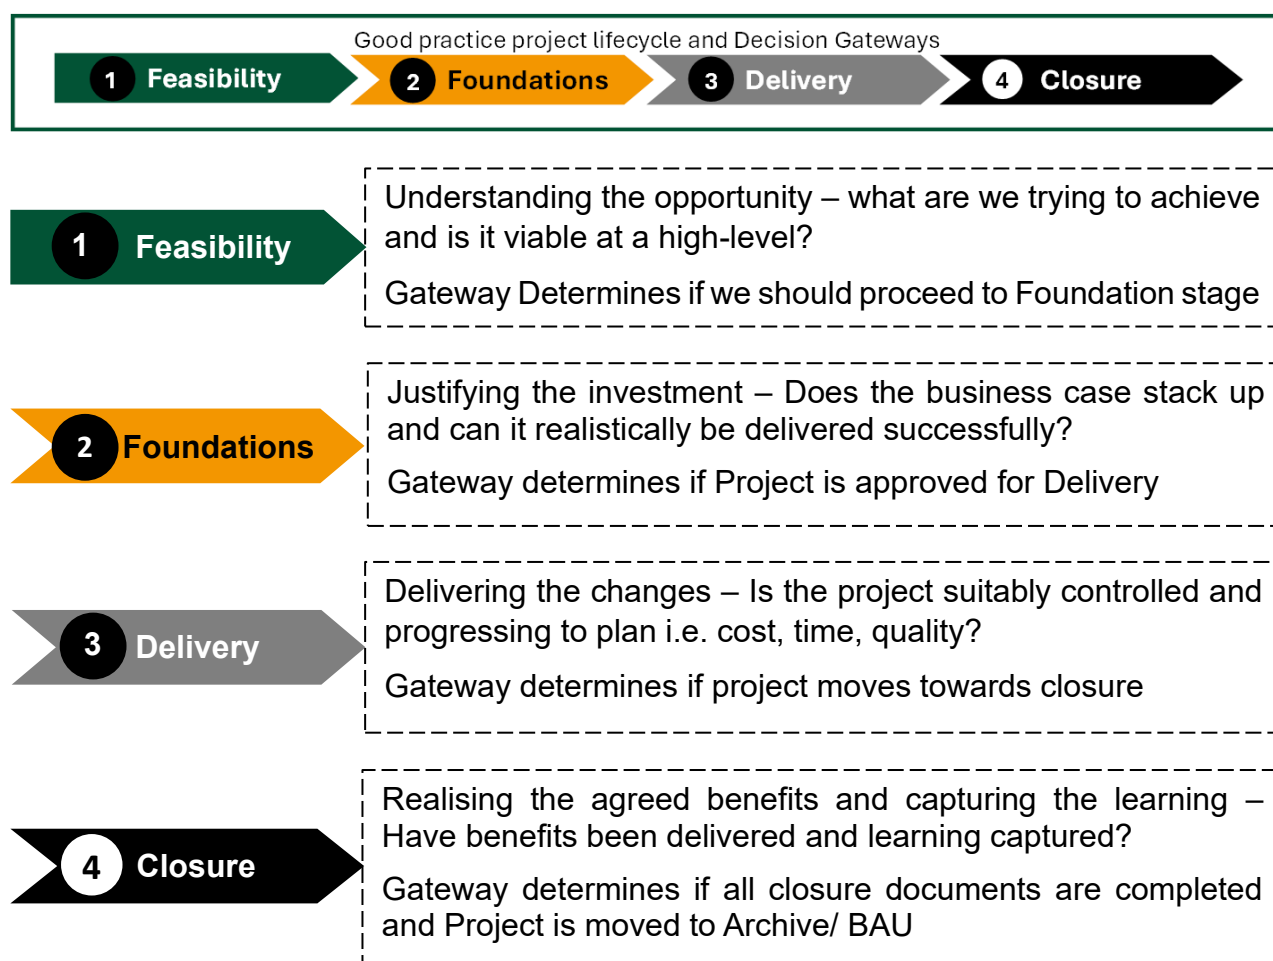 Good practice project lifecycle and Decision Gateways
1 Feasibility
2 Foundations
3 Delivery
4 Closure
1 Feasibility
Understanding the opportunity – what are we trying to achieve
and is it viable at a high-level?
Gateway Determines if we should proceed to Foundation stage
2 Foundations
Justifying the investment – Does the business case stack up
and can it realistically be delivered successfully?
Gateway determines if Project is approved for Delivery
3 Delivery
Delivering the changes – Is the project suitably controlled and
progressing to plan i.e. cost, time, quality?
Gateway determines if project moves towards closure
4 Closure
Realising the agreed benefits and capturing the learning –
Have benefits been delivered and learning captured?
Gateway determines if all closure documents are completed
and Project is moved to Archive/ BAU